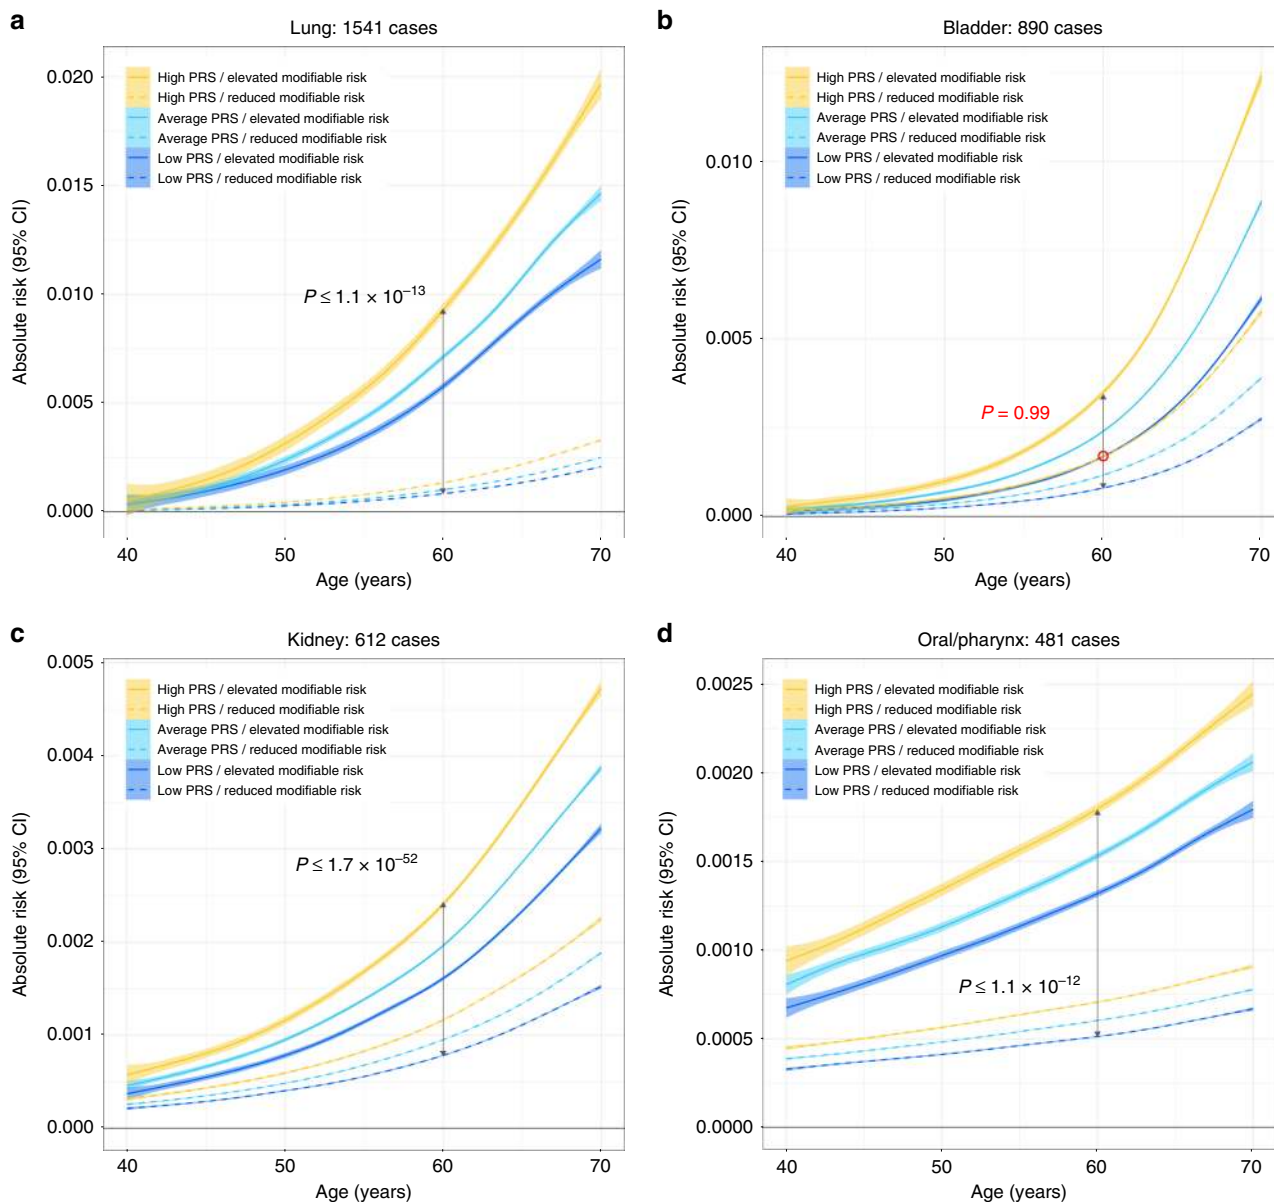 a
Lung: 1541 cases
Absolute risk (95% CI)
0.020
0.015
0.010
0.005
0.000
High PRS / elevated modifiable risk
High PRS / reduced modifiable risk
Average PRS / elevated modifiable risk
Average PRS / reduced modifiable risk
Low PRS / elevated modifiable risk
Low PRS / reduced modifiable risk
P ≤ 1.1 × 10⁻¹³
40 50 60 70
Age (years)
b
Bladder: 890 cases
Absolute risk (95% CI)
0.010
0.005
0.000
High PRS / elevated modifiable risk
High PRS / reduced modifiable risk
Average PRS / elevated modifiable risk
Average PRS / reduced modifiable risk
Low PRS / elevated modifiable risk
Low PRS / reduced modifiable risk
P = 0.99
40 50 60 70
Age (years)
c
Kidney: 612 cases
Absolute risk (95% CI)
0.005
0.004
0.003
0.002
0.001
0.000
High PRS / elevated modifiable risk
High PRS / reduced modifiable risk
Average PRS / elevated modifiable risk
Average PRS / reduced modifiable risk
Low PRS / elevated modifiable risk
Low PRS / reduced modifiable risk
P ≤ 1.7 × 10⁻⁵²
40 50 60 70
Age (years)
d
Oral/pharynx: 481 cases
Absolute risk (95% CI)
0.0025
0.0020
0.0015
0.0010
0.0005
0.0000
High PRS / elevated modifiable risk
High PRS / reduced modifiable risk
Average PRS / elevated modifiable risk
Average PRS / reduced modifiable risk
Low PRS / elevated modifiable risk
Low PRS / reduced modifiable risk
P ≤ 1.1 × 10⁻¹²
40 50 60 70
Age (years)